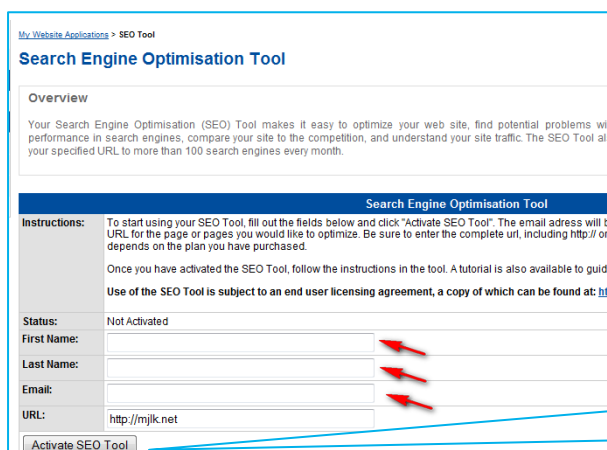 My Website Applications > SEO Tool
Search Engine Optimisation Tool
Overview
Your Search Engine Optimisation (SEO) Tool makes it easy to optimize your web site, find potential problems wi
performance in search engines, compare your site to the competition, and understand your site traffic. The SEO Tool al
your specified URL to more than 100 search engines every month.
Search Engine Optimisation Tool
Instructions:
To start using your SEO Tool, fill out the fields below and click "Activate SEO Tool". The email adress will b
URL for the page or pages you would like to optimize. Be sure to enter the complete url, including http:// or
depends on the plan you have purchased.
Once you have activated the SEO Tool, follow the instructions in the tool. A tutorial is also available to guid
Use of the SEO Tool is subject to an end user licensing agreement, a copy of which can be found at: ht
Status: Not Activated
First Name:
Last Name:
Email:
URL: http://mjlk.net
Activate SEO Tool